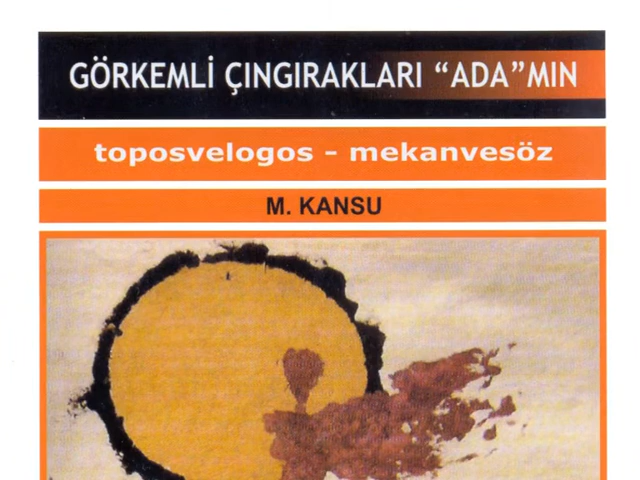 GÖRKEMLİ ÇINGIRAKLARI “ADA”MIN
toposvelogos – mekanvesöz
M. KANSU